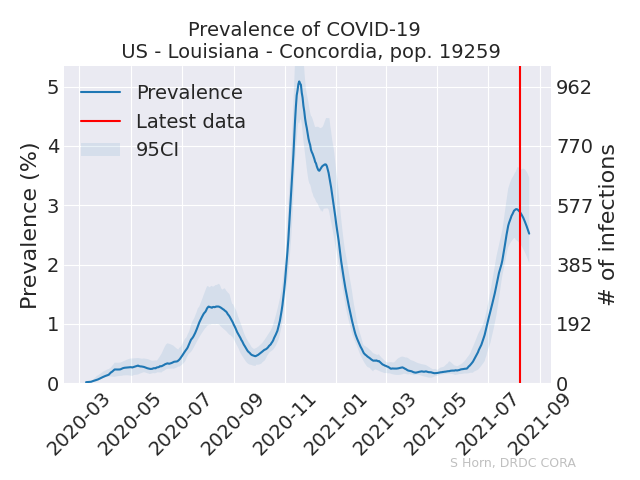 Prevalence of COVID-19
US - Louisiana - Concordia, pop. 19259
Prevalence
Latest data
95CI
Prevalence (%)
5
4
3
2
1
0
962
770
577
385
192
0
# of infections
2020-03
2020-05
2020-07
2020-09
2020-11
2021-01
2021-03
2021-05
2021-07
2021-09
S Horn, DRDC CORA